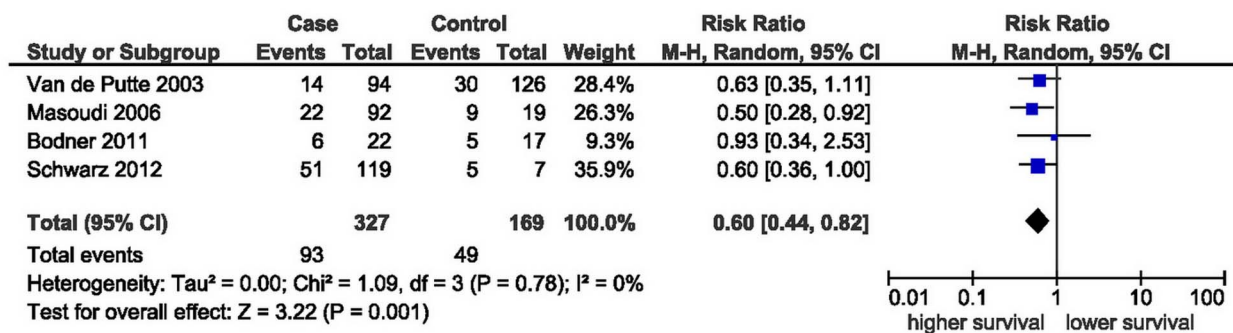 Case Control Risk Ratio Risk Ratio
Study or Subgroup Events Total Events Total Weight M-H, Random, 95% CI M-H, Random, 95% CI
Van de Putte 2003 14 94 30 126 28.4% 0.63 [0.35, 1.11]
Masoudi 2006 22 92 9 19 26.3% 0.50 [0.28, 0.92]
Bodner 2011 6 22 5 17 9.3% 0.93 [0.34, 2.53]
Schwarz 2012 51 119 5 7 35.9% 0.60 [0.36, 1.00]
Total (95% CI) 327 169 100.0% 0.60 [0.44, 0.82]
Total events 93 49
Heterogeneity: Tau² = 0.00; Chi² = 1.09, df = 3 (P = 0.78); I² = 0%
Test for overall effect: Z = 3.22 (P = 0.001)
0.01 0.1 1 10 100
higher survival lower survival